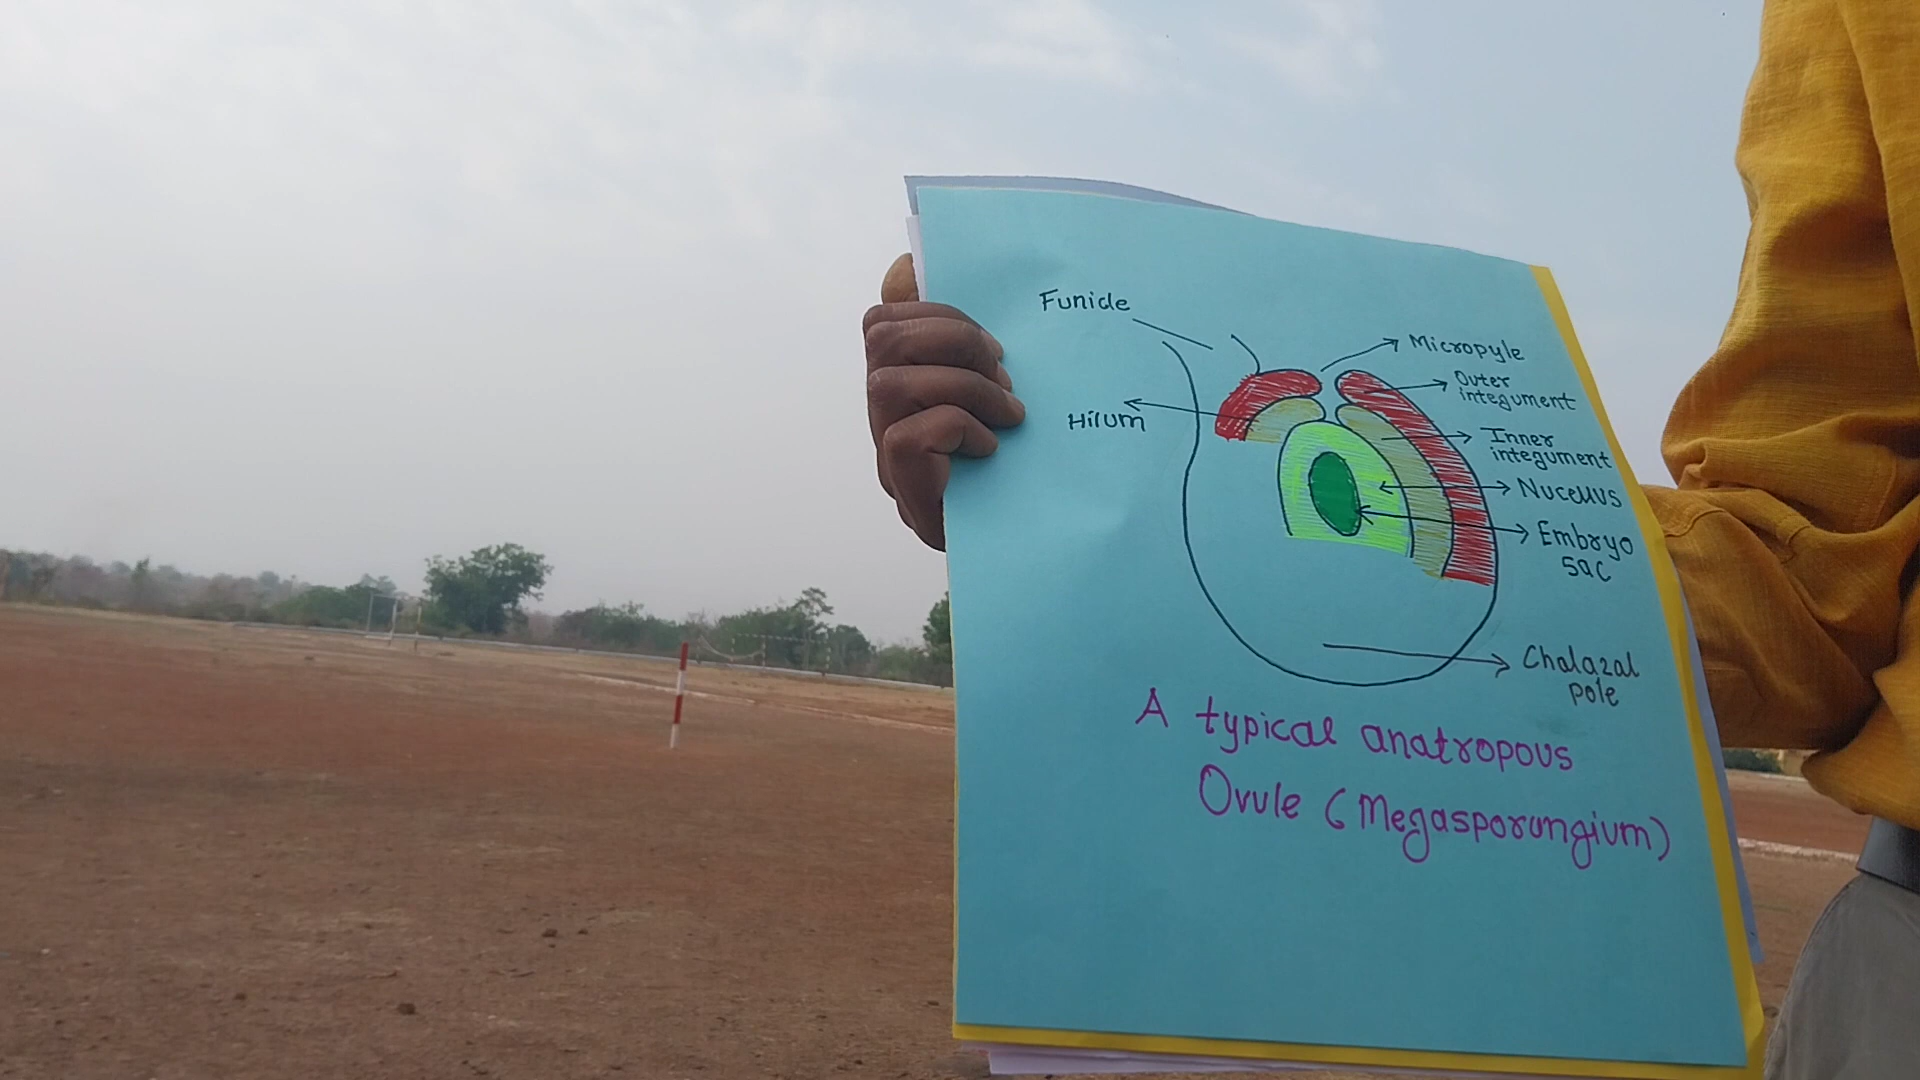 Funicle
Micropyle
Outer
integument
Hilum
Inner
integument
Nucellus
Embryo
sac
Chalazal
pole
A typical anatropous
Ovule (Megasporangium)